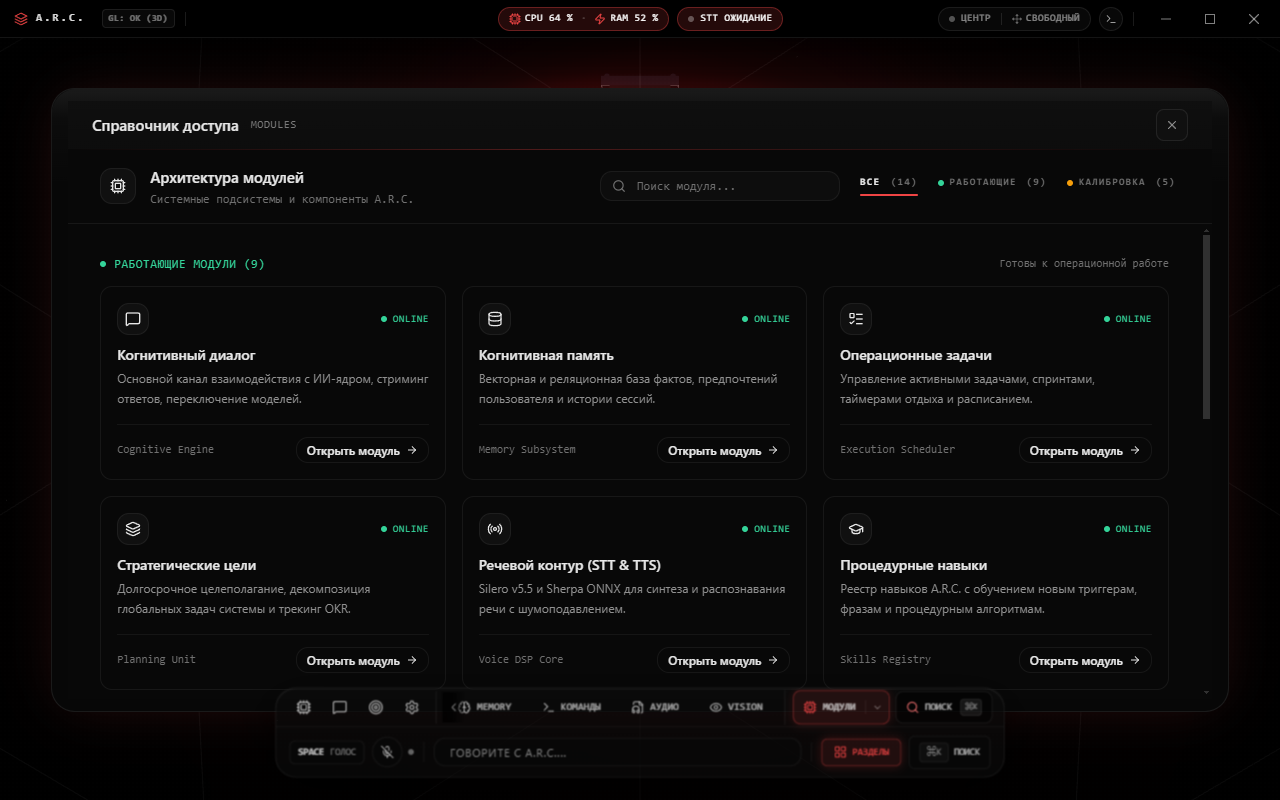 A.R.C. GL: OK (3D) CPU 64 % · RAM 52 % STT ОЖИДАНИЕ ЦЕНТР СВОБОДНЫЙ
Справочник доступа MODULES
Архитектура модулей
Системные подсистемы и компоненты A.R.C.
Поиск модуля...
ВСЕ (14) РАБОТАЮЩИЕ (9) КАЛИБРОВКА (5)
РАБОТАЮЩИЕ МОДУЛИ (9) Готовы к операционной работе
ONLINE
Когнитивный диалог
Основной канал взаимодействия с ИИ-ядром, стриминг
ответов, переключение моделей.
Cognitive Engine Открыть модуль
ONLINE
Когнитивная память
Векторная и реляционная база фактов, предпочтений
пользователя и истории сессий.
Memory Subsystem Открыть модуль
ONLINE
Операционные задачи
Управление активными задачами, спринтами,
таймерами отдыха и расписанием.
Execution Scheduler Открыть модуль
ONLINE
Стратегические цели
Долгосрочное целеполагание, декомпозиция
глобальных задач системы и трекинг OKR.
Planning Unit Открыть модуль
ONLINE
Речевой контур (STT & TTS)
Silero v5.5 и Sherpa ONNX для синтеза и распознавания
речи с шумоподавлением.
Voice DSP Core Открыть модуль
ONLINE
Процедурные навыки
Реестр навыков A.R.C. с обучением новым триггерам,
фразам и процедурным алгоритмам.
Skills Registry Открыть модуль
MEMORY КОМАНДЫ АУДИО VISION МОДУЛИ ПОИСК
SPACE ГОЛОС ГОВОРИТЕ С A.R.C.... РАЗДЕЛЫ ПОИСК